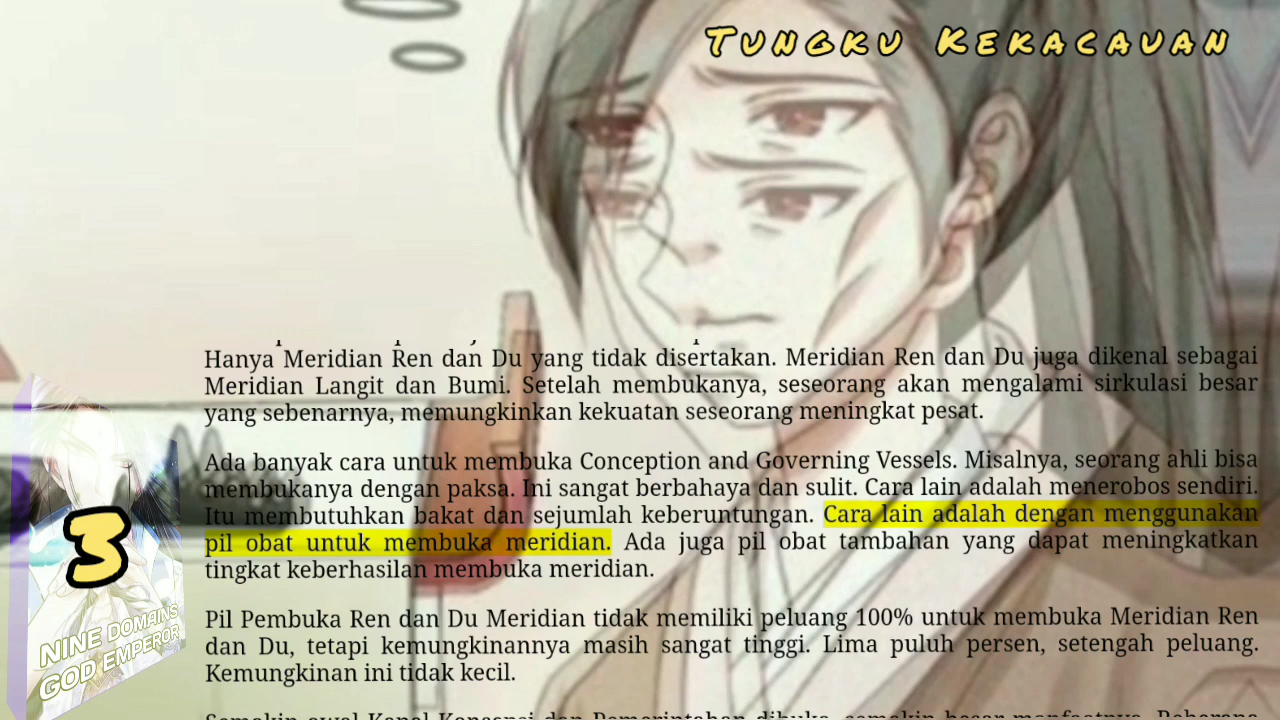 Tungku Kekacauan
Hanya Meridian Ren dan Du yang tidak disertakan. Meridian Ren dan Du juga dikenal sebagai
Meridian Langit dan Bumi. Setelah membukanya, seseorang akan mengalami sirkulasi besar
yang sebenarnya, memungkinkan kekuatan seseorang meningkat pesat.
Ada banyak cara untuk membuka Conception and Governing Vessels. Misalnya, seorang ahli bisa
membukanya dengan paksa. Ini sangat berbahaya dan sulit. Cara lain adalah menerobos sendiri.
Itu membutuhkan bakat dan sejumlah keberuntungan. Cara lain adalah dengan menggunakan
pil obat untuk membuka meridian. Ada juga pil obat tambahan yang dapat meningkatkan
tingkat keberhasilan membuka meridian.
Pil Pembuka Ren dan Du Meridian tidak memiliki peluang 100% untuk membuka Meridian Ren
dan Du, tetapi kemungkinannya masih sangat tinggi. Lima puluh persen, setengah peluang.
Kemungkinan ini tidak kecil.
3
NINE DOMAINS
GOD EMPEROR